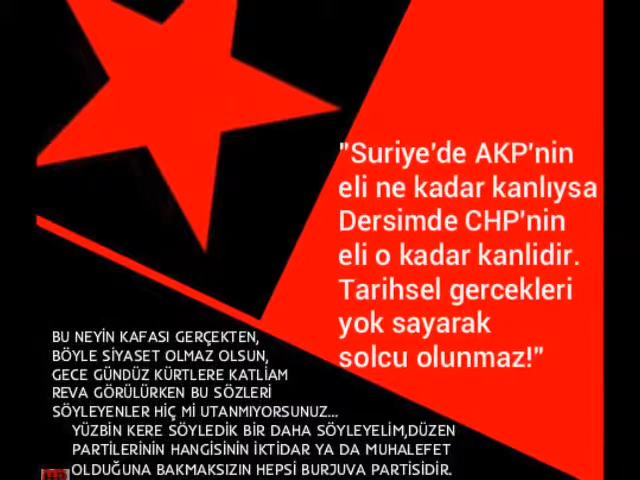 "Suriye'de AKP'nin
eli ne kadar kanlıysa
Dersimde CHP'nin
eli o kadar kanlidir.
Tarihsel gercekleri
yok sayarak
solcu olunmaz!"
BU NEYİN KAFASI GERÇEKTEN,
BÖYLE SİYASET OLMAZ OLSUN,
GECE GÜNDÜZ KÜRTLERE KATLİAM
REVA GÖRÜLÜRKEN BU SÖZLERİ
SÖYLEYENLER HİÇ Mİ UTANMIYORSUNUZ...
YÜZBİN KERE SÖYLEDİK BİR DAHA SÖYLEYELİM,DÜZEN
PARTİLERİNİN HANGİSİNİN İKTİDAR YA DA MUHALEFET
OLDUĞUNA BAKMAKSIZIN HEPSİ BURJUVA PARTİSİDİR.